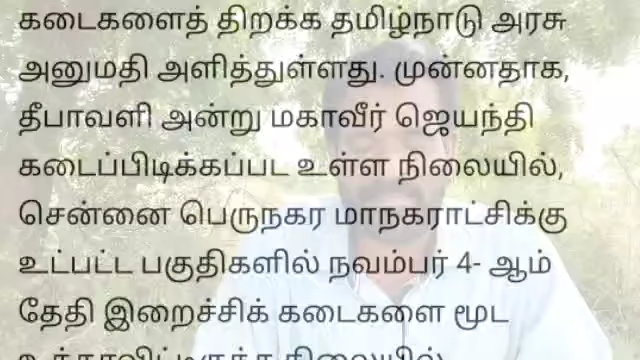 கடைகளைத் திறக்க தமிழ்நாடு அரசு
அனுமதி அளித்துள்ளது. முன்னதாக,
தீபாவளி அன்று மகாவீர் ஜெயந்தி
கடைப்பிடிக்கப்பட உள்ள நிலையில்,
சென்னை பெருநகர மாநகராட்சிக்கு
உட்பட்ட பகுதிகளில் நவம்பர் 4- ஆம்
தேதி இறைச்சிக் கடைகளை மூட